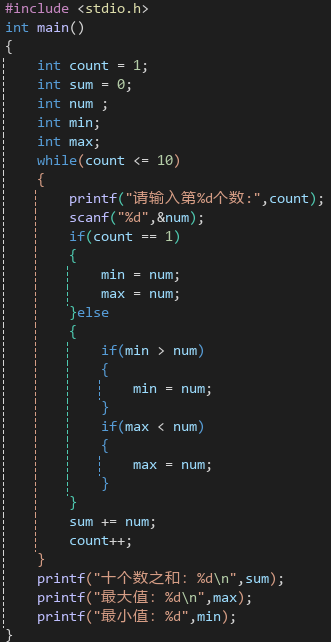 #include <stdio.h>
int main()
{
    int count = 1;
    int sum = 0;
    int num ;
    int min;
    int max;
    while(count <= 10)
    {
        printf("请输入第%d个数:",count);
        scanf("%d",&num);
        if(count == 1)
        {
            min = num;
            max = num;
        }else
        {
            if(min > num)
            {
                min = num;
            }
            if(max < num)
            {
                max = num;
            }
        }
        sum += num;
        count++;
    }
    printf("十个数之和: %d\n",sum);
    printf("最大值: %d\n",max);
    printf("最小值: %d",min);
}